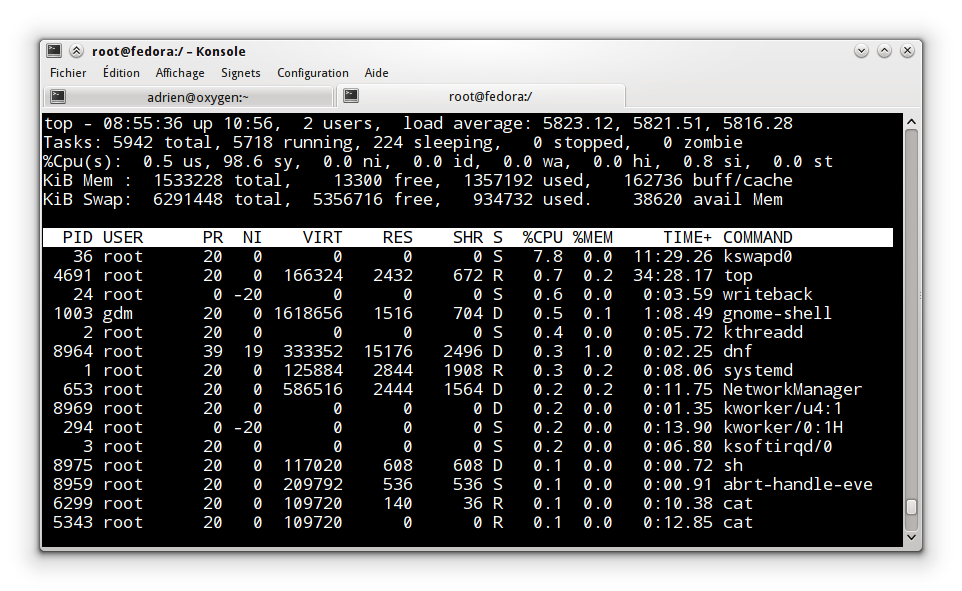 root@fedora:/ – Konsole
Fichier Édition Affichage Signets Configuration Aide
adrien@oxygen:~ root@fedora:/
top - 08:55:36 up 10:56,  2 users,  load average: 5823.12, 5821.51, 5816.28
Tasks: 5942 total, 5718 running, 224 sleeping,   0 stopped,   0 zombie
%Cpu(s):  0.5 us, 98.6 sy,  0.0 ni,  0.0 id,  0.0 wa,  0.0 hi,  0.8 si,  0.0 st
KiB Mem :  1533228 total,    13300 free,  1357192 used,   162736 buff/cache
KiB Swap:  6291448 total,  5356716 free,   934732 used.    38620 avail Mem
PID USER      PR  NI    VIRT    RES    SHR S  %CPU %MEM     TIME+ COMMAND
36 root      20   0       0      0      0 S   7.8  0.0  11:29.26 kswapd0
4691 root      20   0  166324   2432    672 R   0.7  0.2  34:28.17 top
24 root       0 -20       0      0      0 S   0.6  0.0   0:03.59 writeback
1003 gdm       20   0 1618656   1516    704 D   0.5  0.1   1:08.49 gnome-shell
2 root      20   0       0      0      0 S   0.4  0.0   0:05.72 kthreadd
8964 root      39  19  333352  15176   2496 D   0.3  1.0   0:02.25 dnf
1 root      20   0  125884   2844   1908 R   0.3  0.2   0:08.06 systemd
653 root      20   0  586516   2444   1564 D   0.2  0.2   0:11.75 NetworkManager
8969 root      20   0       0      0      0 D   0.2  0.0   0:01.35 kworker/u4:1
294 root       0 -20       0      0      0 S   0.2  0.0   0:13.90 kworker/0:1H
3 root      20   0       0      0      0 S   0.2  0.0   0:06.80 ksoftirqd/0
8975 root      20   0  117020    608    608 D   0.1  0.0   0:00.72 sh
8959 root      20   0  209792    536    536 S   0.1  0.0   0:00.91 abrt-handle-eve
6299 root      20   0  109720    140     36 R   0.1  0.0   0:10.38 cat
5343 root      20   0  109720      0      0 R   0.1  0.0   0:12.85 cat